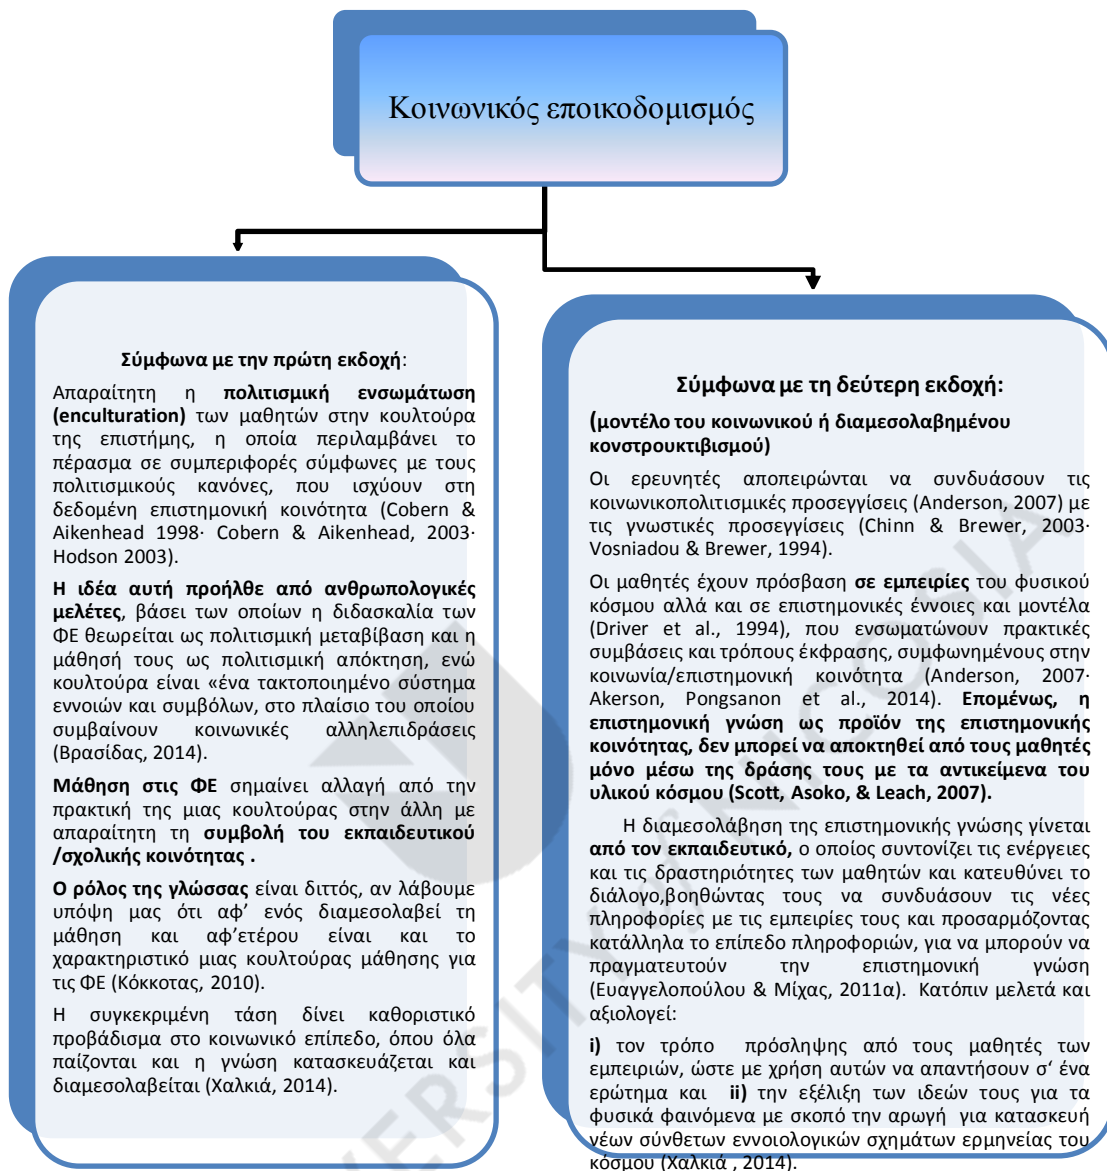 Κοινωνικός εποικοδομισμός
Σύμφωνα με την πρώτη εκδοχή:
Απαραίτητη η πολιτισμική ενσωμάτωση
(enculturation) των μαθητών στην κουλτούρα
της επιστήμης, η οποία περιλαμβάνει το
πέρασμα σε συμπεριφορές σύμφωνες με τους
πολιτισμικούς κανόνες, που ισχύουν στη
δεδομένη επιστημονική κοινότητα (Cobern &
Aikenhead 1998· Cobern & Aikenhead, 2003·
Hodson 2003).
Η ιδέα αυτή προήλθε από ανθρωπολογικές
μελέτες, βάσει των οποίων η διδασκαλία των
ΦΕ θεωρείται ως πολιτισμική μεταβίβαση και η
μάθησή τους ως πολιτισμική απόκτηση, ενώ
κουλτούρα είναι «ένα τακτοποιημένο σύστημα
εννοιών και συμβόλων, στο πλαίσιο του οποίου
συμβαίνουν κοινωνικές αλληλεπιδράσεις
(Βρασίδας, 2014).
Μάθηση στις ΦΕ σημαίνει αλλαγή από την
πρακτική της μιας κουλτούρας στην άλλη με
απαραίτητη τη συμβολή του εκπαιδευτικού
/σχολικής κοινότητας .
Ο ρόλος της γλώσσας είναι διττός, αν λάβουμε
υπόψη μας ότι αφ’ ενός διαμεσολαβεί τη
μάθηση και αφ’ετέρου είναι και το
χαρακτηριστικό μιας κουλτούρας μάθησης για
τις ΦΕ (Κόκκοτας, 2010).
Η συγκεκριμένη τάση δίνει καθοριστικό
προβάδισμα στο κοινωνικό επίπεδο, όπου όλα
παίζονται και η γνώση κατασκευάζεται και
διαμεσολαβείται (Χαλκιά, 2014).
Σύμφωνα με τη δεύτερη εκδοχή:
(μοντέλο του κοινωνικού ή διαμεσολαβημένου
κονστρουκτιβισμού)
Οι ερευνητές αποπειρώνται να συνδυάσουν τις
κοινωνικοπολιτισμικές προσεγγίσεις (Anderson, 2007) με
τις γνωστικές προσεγγίσεις (Chinn & Brewer, 2003·
Vosniadou & Brewer, 1994).
Οι μαθητές έχουν πρόσβαση σε εμπειρίες του φυσικού
κόσμου αλλά και σε επιστημονικές έννοιες και μοντέλα
(Driver et al., 1994), που ενσωματώνουν πρακτικές
συμβάσεις και τρόπους έκφρασης, συμφωνημένους στην
κοινωνία/επιστημονική κοινότητα (Anderson, 2007·
Akerson, Pongsanon et al., 2014). Επομένως, η
επιστημονική γνώση ως προϊόν της επιστημονικής
κοινότητας, δεν μπορεί να αποκτηθεί από τους μαθητές
μόνο μέσω της δράσης τους με τα αντικείμενα του
υλικού κόσμου (Scott, Asoko, & Leach, 2007).
Η διαμεσολάβηση της επιστημονικής γνώσης γίνεται
από τον εκπαιδευτικό, ο οποίος συντονίζει τις ενέργειες
και τις δραστηριότητες των μαθητών και κατευθύνει το
διάλογο,βοηθώντας τους να συνδυάσουν τις νέες
πληροφορίες με τις εμπειρίες τους και προσαρμόζοντας
κατάλληλα το επίπεδο πληροφοριών, για να μπορούν να
πραγματευτούν την επιστημονική γνώση
(Ευαγγελοπούλου & Μίχας, 2011α). Κατόπιν μελετά και
αξιολογεί:
i) τον τρόπο πρόσληψης από τους μαθητές των
εμπειριών, ώστε με χρήση αυτών να απαντήσουν σ‘ ένα
ερώτημα και ii) την εξέλιξη των ιδεών τους για τα
φυσικά φαινόμενα με σκοπό την αρωγή για κατασκευή
νέων σύνθετων εννοιολογικών σχημάτων ερμηνείας του
κόσμου (Χαλκιά , 2014).
ERSITY of NICOSIA